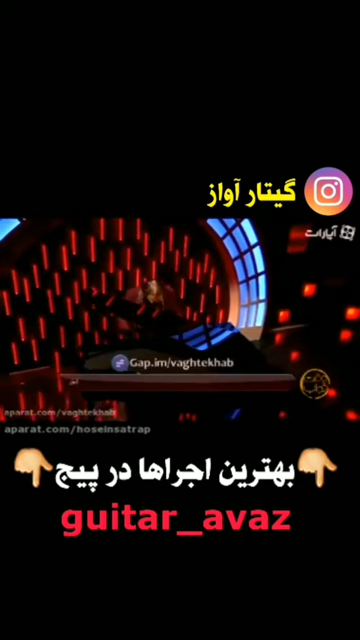 گیتار آواز
آپارات
Gap.im/vaghtekhab
aparat.com/vaghtekhab
aparat.com/hoseinsatrap
بهترین اجراها در پیج
guitar_avaz